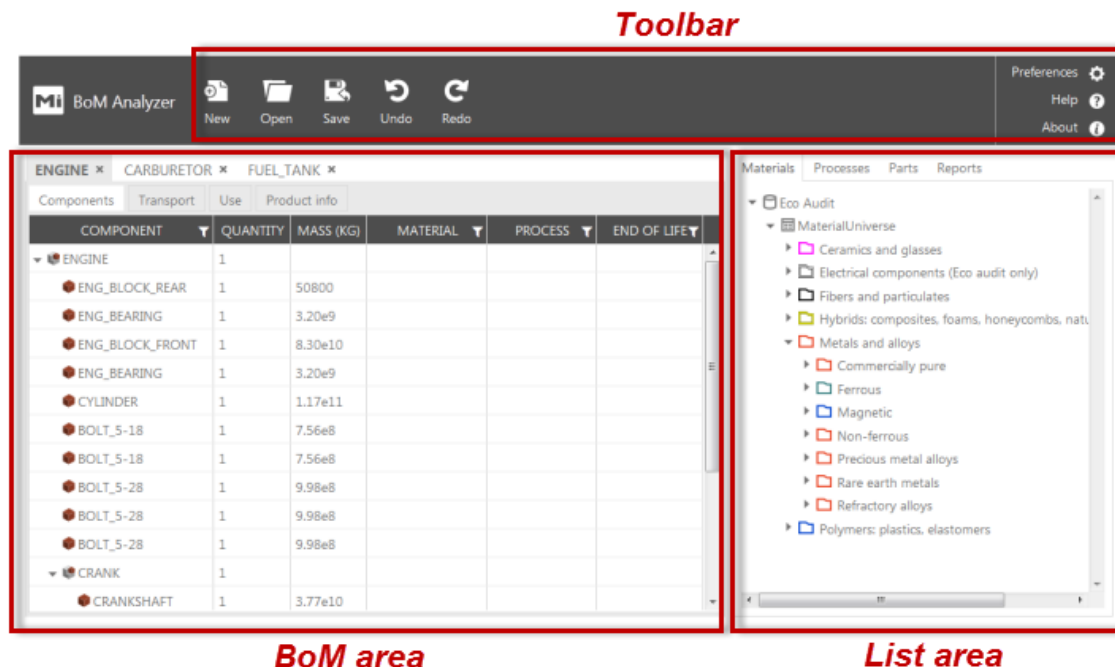 Toolbar
Mi BoM Analyzer
New Open Save Undo Redo
Preferences
Help ?
About i
ENGINE × CARBURETOR × FUEL_TANK ×
Components Transport Use Product info
COMPONENT QUANTITY MASS (KG) MATERIAL PROCESS END OF LIFE
ENGINE 1
ENG_BLOCK_REAR 1 50800
ENG_BEARING 1 3.20e9
ENG_BLOCK_FRONT 1 8.30e10
ENG_BEARING 1 3.20e9
CYLINDER 1 1.17e11
BOLT_5-18 1 7.56e8
BOLT_5-18 1 7.56e8
BOLT_5-28 1 9.98e8
BOLT_5-28 1 9.98e8
BOLT_5-28 1 9.98e8
CRANK 1
CRANKSHAFT 1 3.77e10
Materials Processes Parts Reports
Eco Audit
MaterialUniverse
Ceramics and glasses
Electrical components (Eco audit only)
Fibers and particulates
Hybrids: composites, foams, honeycombs, natu
Metals and alloys
Commercially pure
Ferrous
Magnetic
Non-ferrous
Precious metal alloys
Rare earth metals
Refractory alloys
Polymers: plastics, elastomers
BoM area
List area